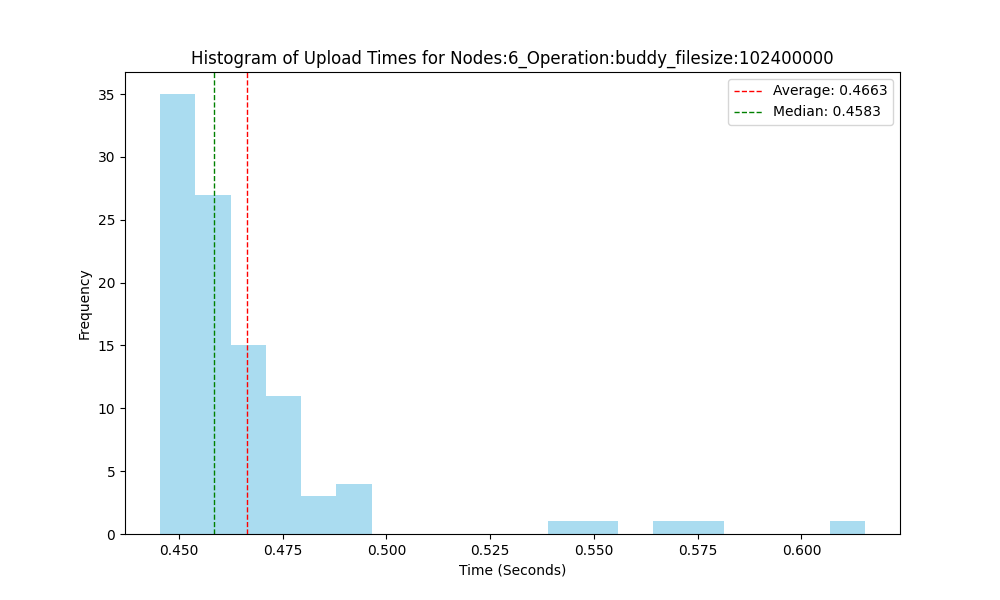 Histogram of Upload Times for Nodes:6_Operation:buddy_filesize:102400000
Average: 0.4663
Median: 0.4583
Frequency
35
30
25
20
15
10
5
0
0.450 0.475 0.500 0.525 0.550 0.575 0.600
Time (Seconds)